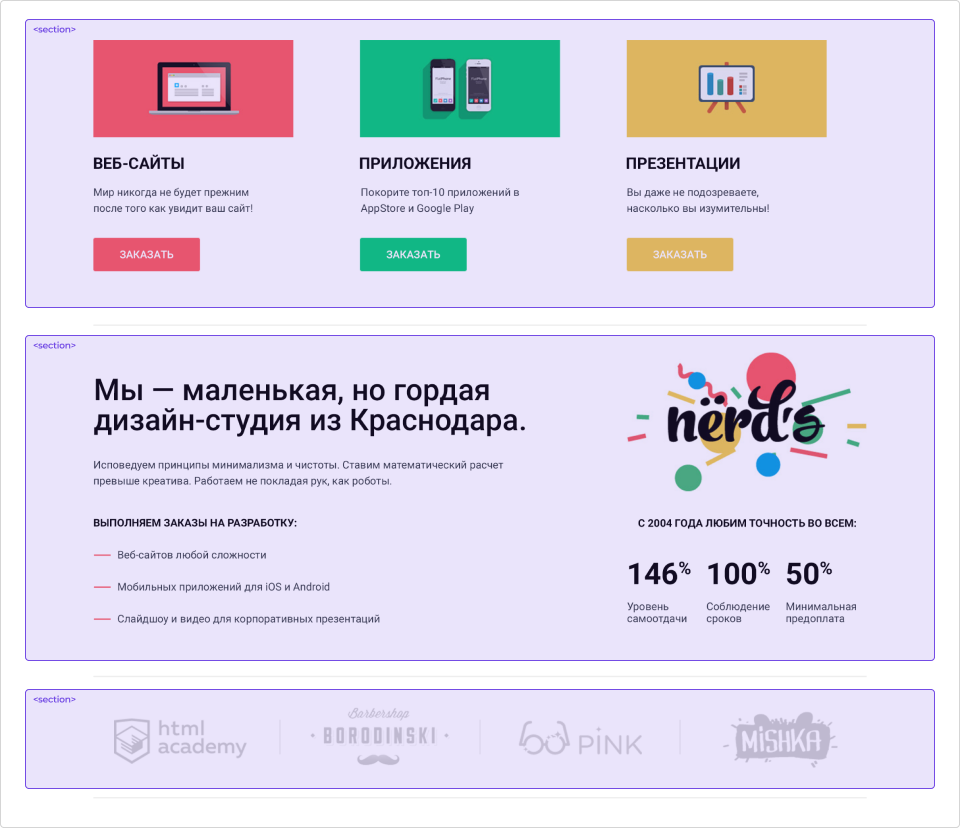 <section>
ВЕБ-САЙТЫ
Мир никогда не будет прежним
после того как увидит ваш сайт!
ЗАКАЗАТЬ
ПРИЛОЖЕНИЯ
Покорите топ-10 приложений в
AppStore и Google Play
ЗАКАЗАТЬ
ПРЕЗЕНТАЦИИ
Вы даже не подозреваете,
насколько вы изумительны!
ЗАКАЗАТЬ
<section>
Мы — маленькая, но гордая
дизайн-студия из Краснодара.
Исповедуем принципы минимализма и чистоты. Ставим математический расчет
превыше креатива. Работаем не покладая рук, как роботы.
ВЫПОЛНЯЕМ ЗАКАЗЫ НА РАЗРАБОТКУ:
Веб-сайтов любой сложности
Мобильных приложений для iOS и Android
Слайдшоу и видео для корпоративных презентаций
nërd's
С 2004 ГОДА ЛЮБИМ ТОЧНОСТЬ ВО ВСЕМ:
146%
Уровень
самоотдачи
100%
Соблюдение
сроков
50%
Минимальная
предоплата
<section>
html
academy
Barbershop
BORODINSKI
PINK
MiSHKA